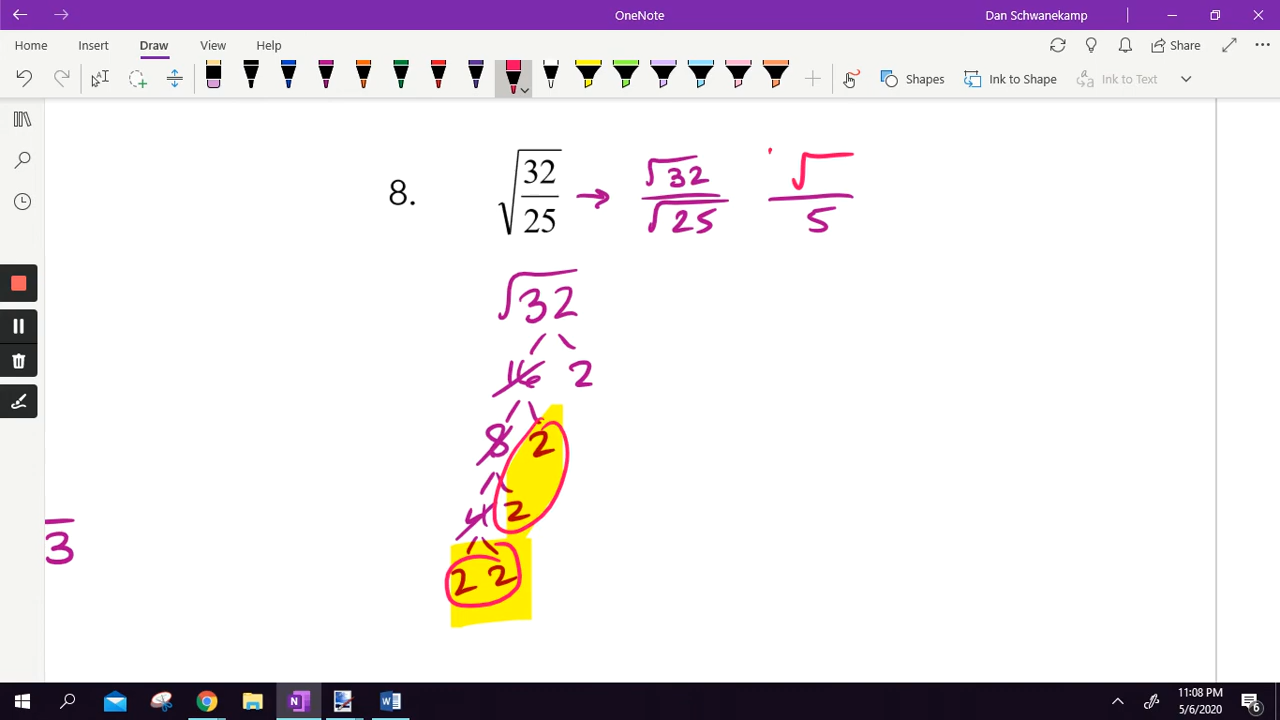 OneNote
Dan Schwanekamp
Home Insert Draw View Help
Share
Shapes
Ink to Shape
Ink to Text
8. √(32/25) → √32/√25 √/5
√32
16 2
8 2
4 2
2 2
3
11:08 PM
5/6/2020
6